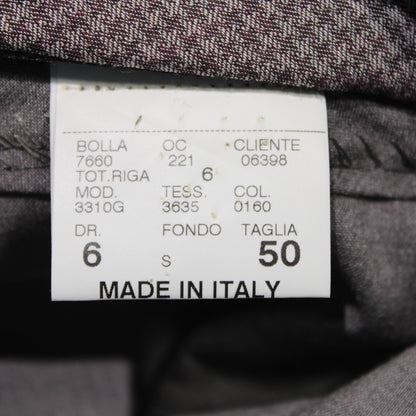 BOLLA OC CLIENTE
7660 221 06398
TOT.RIGA 6
MOD. TESS. COL.
3310G 3635 0160
DR. FONDO TAGLIA
6 S 50
MADE IN ITALY